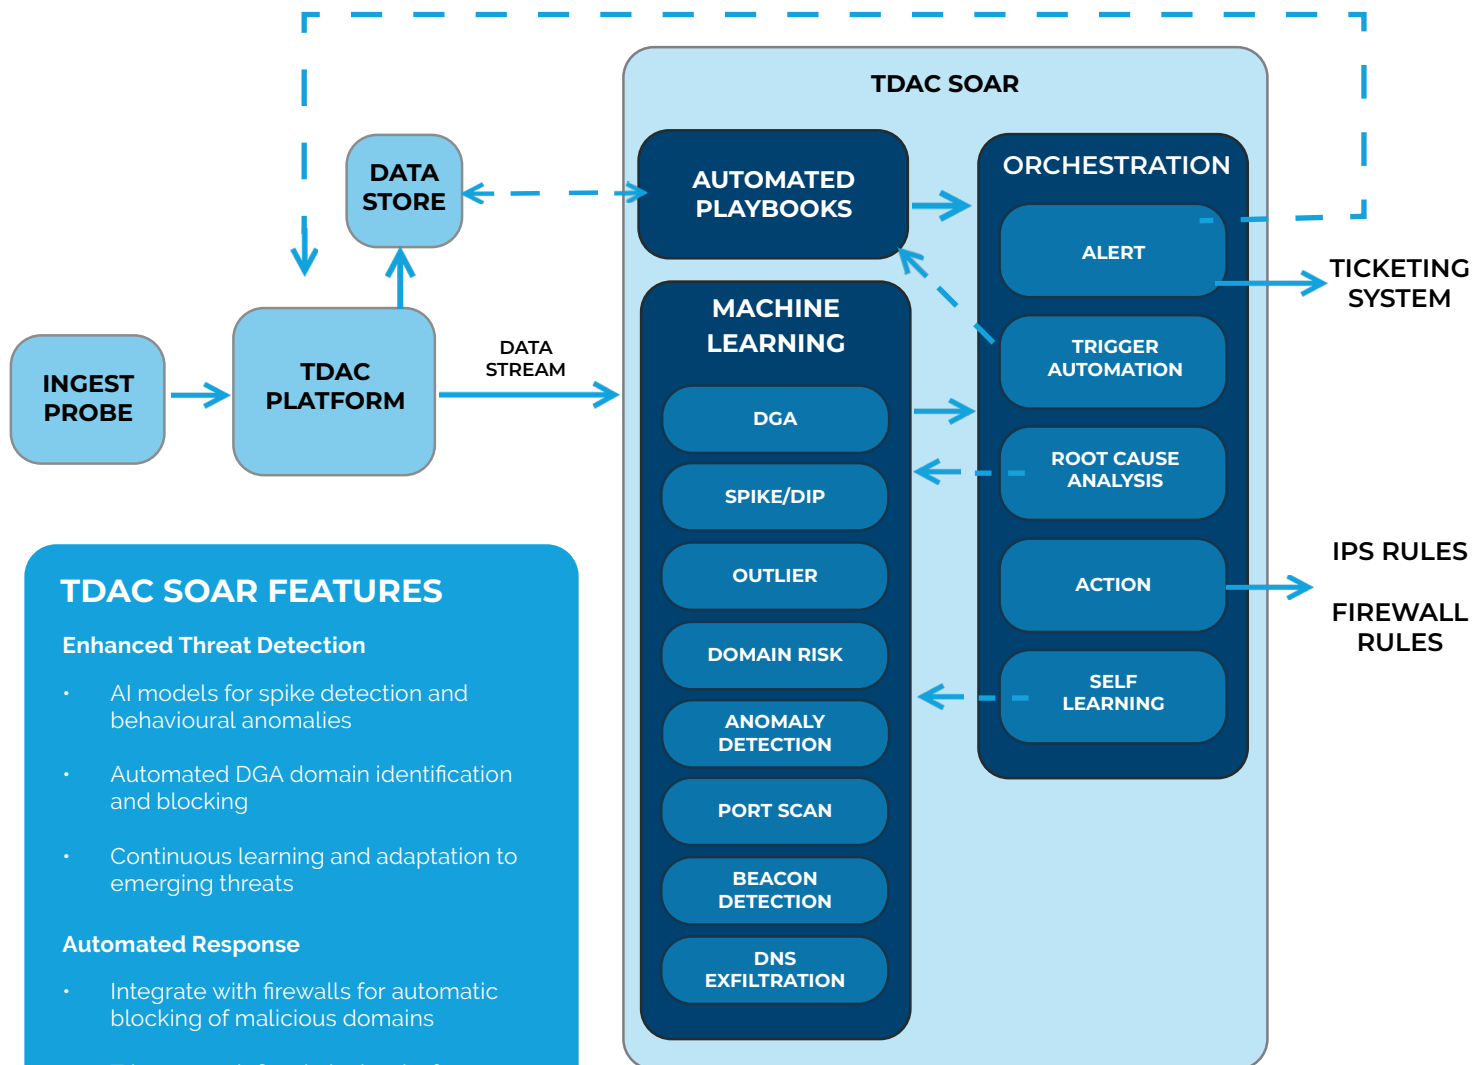 TDAC SOAR
DATA
STORE
AUTOMATED
PLAYBOOKS
ORCHESTRATION
ALERT
TICKETING
SYSTEM
INGEST
PROBE
TDAC
PLATFORM
DATA
STREAM
MACHINE
LEARNING
DGA
SPIKE/DIP
OUTLIER
DOMAIN RISK
ANOMALY
DETECTION
PORT SCAN
BEACON
DETECTION
DNS
EXFILTRATION
TRIGGER
AUTOMATION
ROOT CAUSE
ANALYSIS
ACTION
SELF
LEARNING
IPS RULES
FIREWALL
RULES
TDAC SOAR FEATURES
Enhanced Threat Detection
• AI models for spike detection and
behavioural anomalies
• Automated DGA domain identification
and blocking
• Continuous learning and adaptation to
emerging threats
Automated Response
• Integrate with firewalls for automatic
blocking of malicious domains